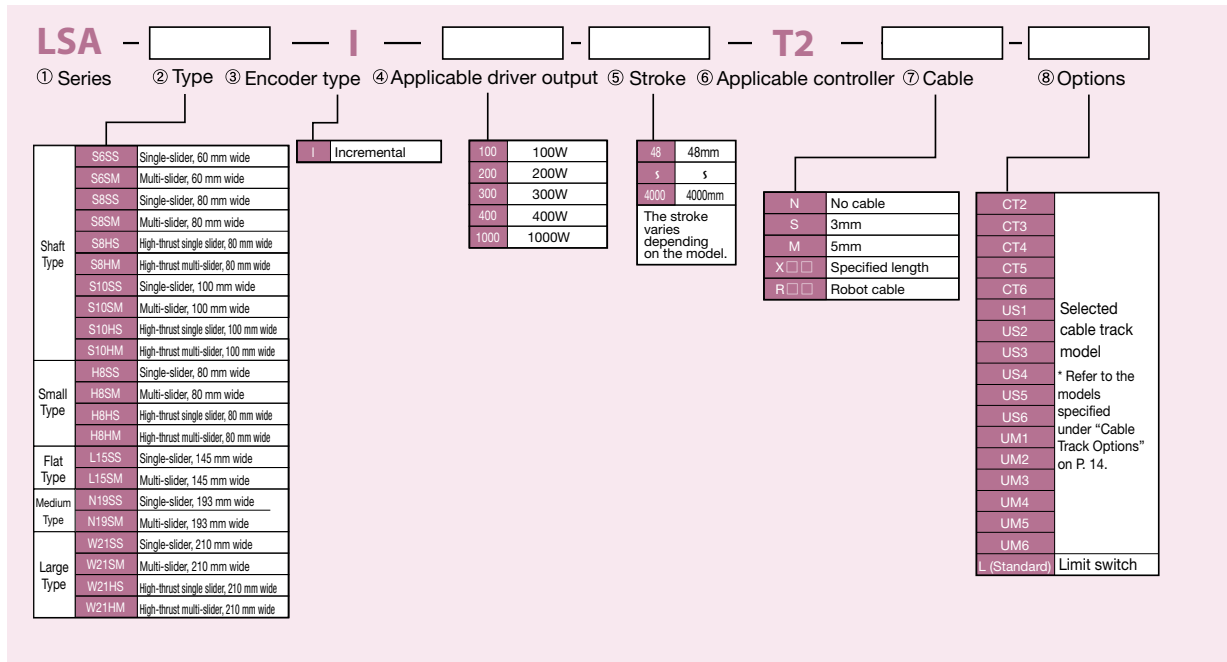 LSA – — I — - — T2 — -
① Series ② Type ③ Encoder type ④ Applicable driver output ⑤ Stroke ⑥ Applicable controller ⑦ Cable ⑧ Options
Shaft Type
S6SS Single-slider, 60 mm wide
S6SM Multi-slider, 60 mm wide
S8SS Single-slider, 80 mm wide
S8SM Multi-slider, 80 mm wide
S8HS High-thrust single slider, 80 mm wide
S8HM High-thrust multi-slider, 80 mm wide
S10SS Single-slider, 100 mm wide
S10SM Multi-slider, 100 mm wide
S10HS High-thrust single slider, 100 mm wide
S10HM High-thrust multi-slider, 100 mm wide
Small Type
H8SS Single-slider, 80 mm wide
H8SM Multi-slider, 80 mm wide
H8HS High-thrust single slider, 80 mm wide
H8HM High-thrust multi-slider, 80 mm wide
Flat Type
L15SS Single-slider, 145 mm wide
L15SM Multi-slider, 145 mm wide
Medium Type
N19SS Single-slider, 193 mm wide
N19SM Multi-slider, 193 mm wide
Large Type
W21SS Single-slider, 210 mm wide
W21SM Multi-slider, 210 mm wide
W21HS High-thrust single slider, 210 mm wide
W21HM High-thrust multi-slider, 210 mm wide
I Incremental
100 100W
200 200W
300 300W
400 400W
1000 1000W
48 48mm
∽ ∽
4000 4000mm
The stroke
varies
depending
on the model.
N No cable
S 3mm
M 5mm
X□□ Specified length
R□□ Robot cable
CT2
CT3
CT4
CT5
CT6
US1
US2
US3
US4
US5
US6
UM1
UM2
UM3
UM4
UM5
UM6
Selected
cable track
model
* Refer to the
models
specified
under “Cable
Track Options”
on P. 14.
L (Standard) Limit switch